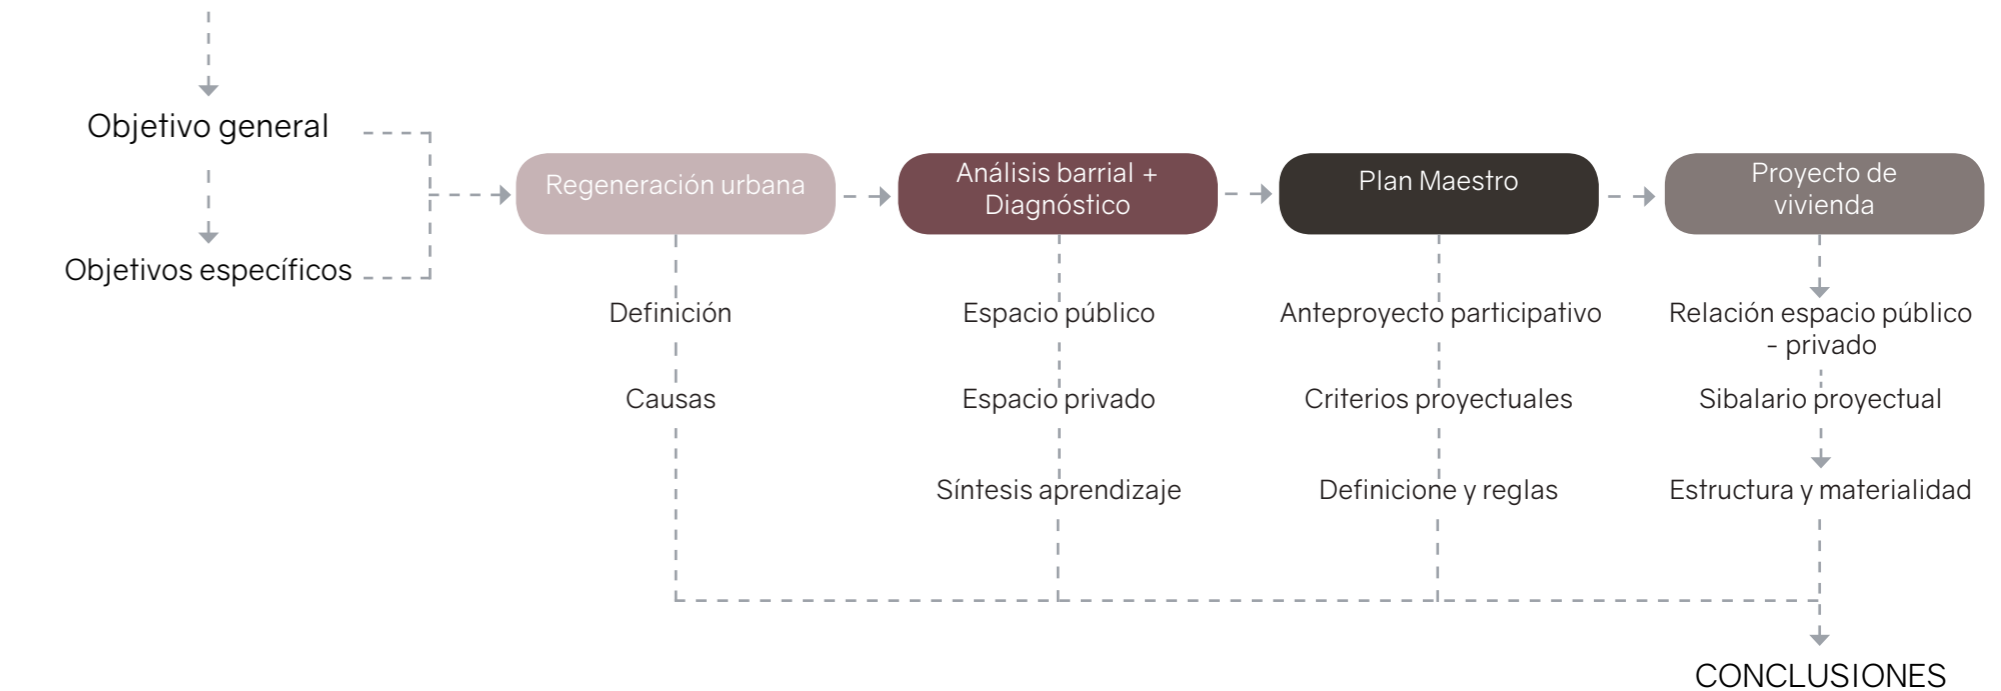 Objetivo general
Objetivos específicos
Regeneración urbana
Definición
Causas
Análisis barrial +
Diagnóstico
Espacio público
Espacio privado
Síntesis aprendizaje
Plan Maestro
Anteproyecto participativo
Criterios proyectuales
Definicione y reglas
Proyecto de
vivienda
Relación espacio público
- privado
Sibalario proyectual
Estructura y materialidad
CONCLUSIONES